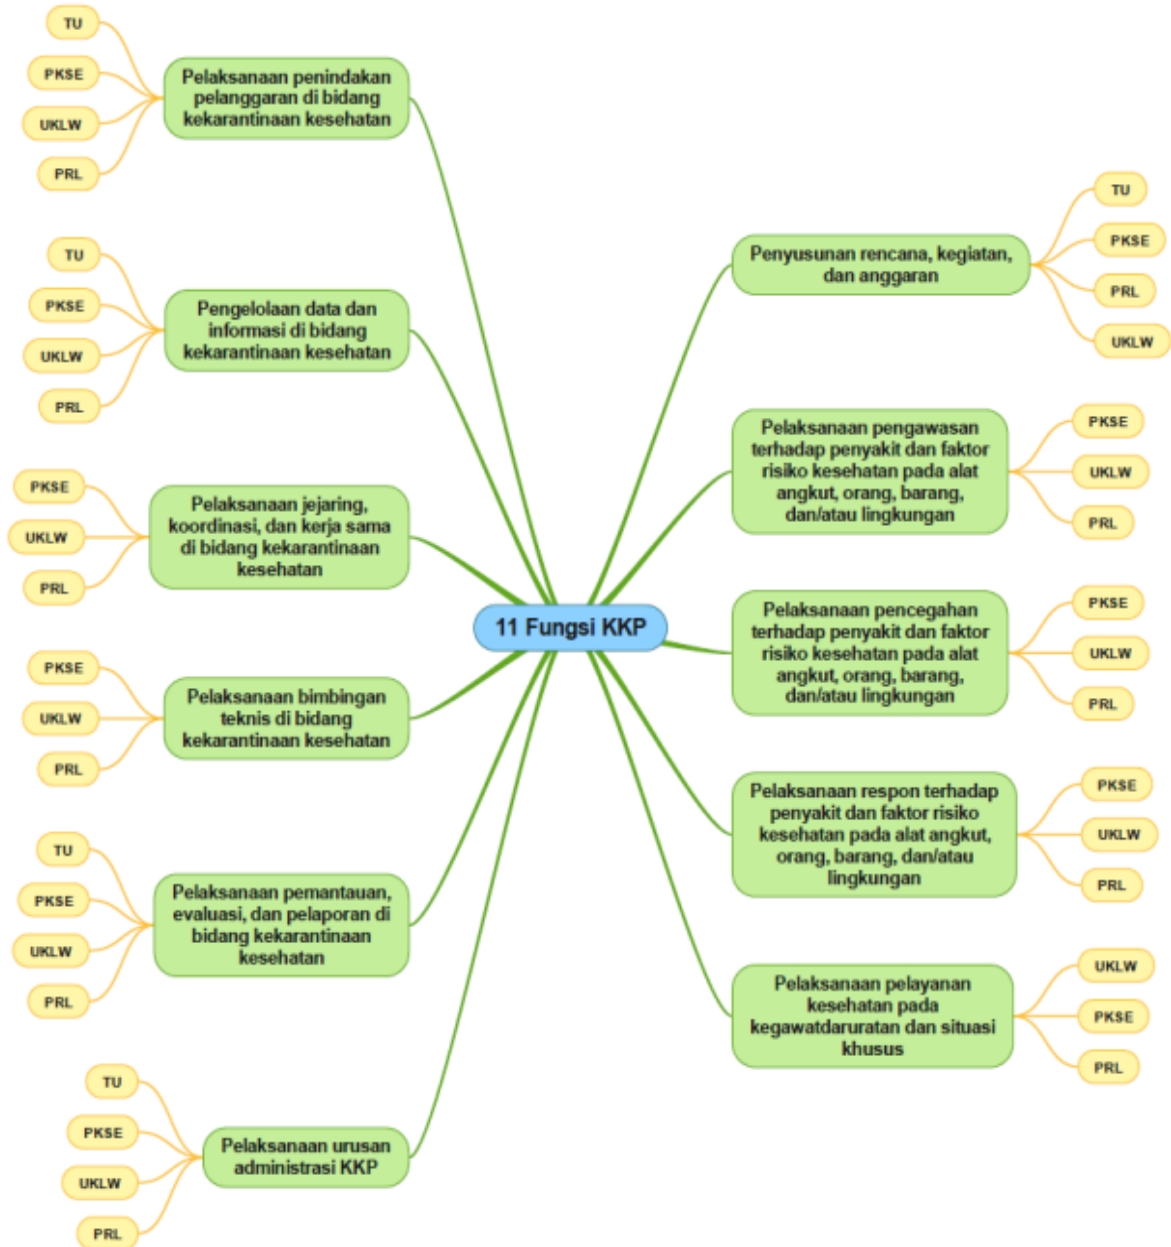 11 Fungsi KKP
Penyusunan rencana, kegiatan,
dan anggaran
TU
PKSE
PRL
UKLW
Pelaksanaan pengawasan
terhadap penyakit dan faktor
risiko kesehatan pada alat
angkut, orang, barang,
dan/atau lingkungan
PKSE
UKLW
PRL
Pelaksanaan pencegahan
terhadap penyakit dan faktor
risiko kesehatan pada alat
angkut, orang, barang,
dan/atau lingkungan
PKSE
UKLW
PRL
Pelaksanaan respon terhadap
penyakit dan faktor risiko
kesehatan pada alat angkut,
orang, barang, dan/atau
lingkungan
PKSE
UKLW
PRL
Pelaksanaan pelayanan
kesehatan pada
kegawatdaruratan dan situasi
khusus
UKLW
PKSE
PRL
Pelaksanaan penindakan
pelanggaran di bidang
kekarantinaan kesehatan
TU
PKSE
UKLW
PRL
Pengelolaan data dan
informasi di bidang
kekarantinaan kesehatan
TU
PKSE
UKLW
PRL
Pelaksanaan jejaring,
koordinasi, dan kerja sama
di bidang kekarantinaan
kesehatan
PKSE
UKLW
PRL
Pelaksanaan bimbingan
teknis di bidang
kekarantinaan kesehatan
PKSE
UKLW
PRL
Pelaksanaan pemantauan,
evaluasi, dan pelaporan di
bidang kekarantinaan
kesehatan
TU
PKSE
UKLW
PRL
Pelaksanaan urusan
administrasi KKP
TU
PKSE
UKLW
PRL